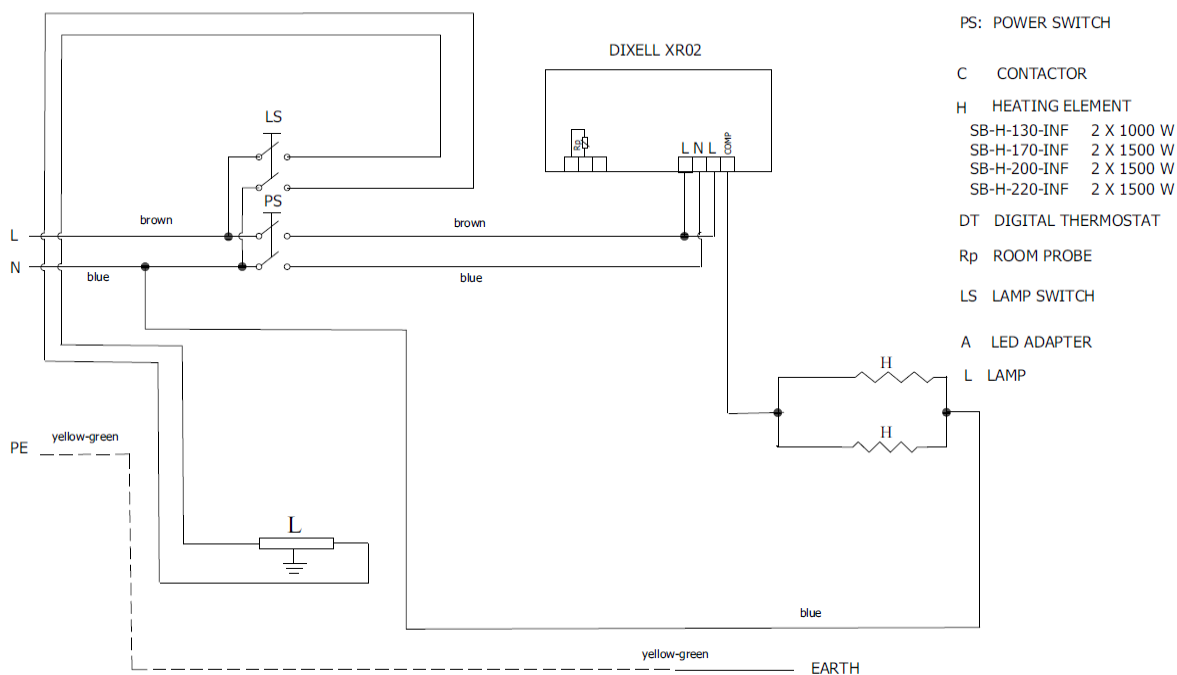 PS: POWER SWITCH
DIXELL XR02
C CONTACTOR
H HEATING ELEMENT
LS
SB-H-130-INF 2 X 1000 W
Rp
L N L COMP
SB-H-170-INF 2 X 1500 W
SB-H-200-INF 2 X 1500 W
SB-H-220-INF 2 X 1500 W
PS
brown
brown
DT DIGITAL THERMOSTAT
L
Rp ROOM PROBE
N
blue
blue
LS LAMP SWITCH
A LED ADAPTER
H
L LAMP
H
yellow-green
PE
L
blue
yellow-green
EARTH